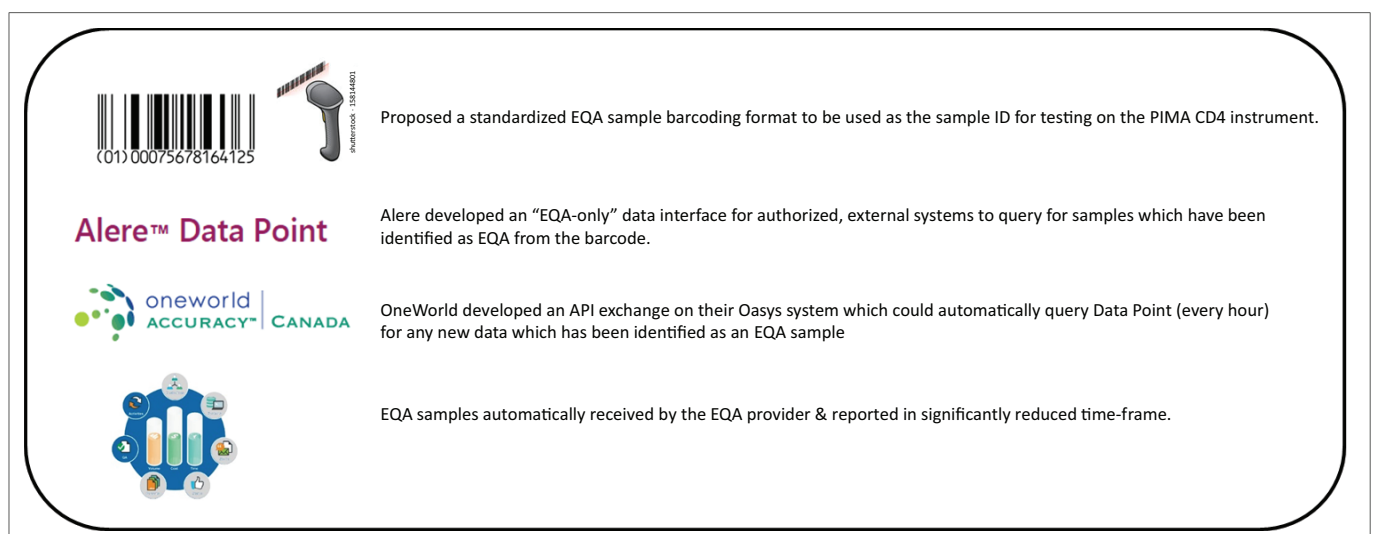 shutterstock · 158144801
(01) 00075678164125
Proposed a standardized EQA sample barcoding format to be used as the sample ID for testing on the PIMA CD4 instrument.
Alere™ Data Point
Alere developed an “EQA-only” data interface for authorized, external systems to query for samples which have been
identified as EQA from the barcode.
oneworld
ACCURACY™ CANADA
OneWorld developed an API exchange on their Oasys system which could automatically query Data Point (every hour)
for any new data which has been identified as an EQA sample
EQA samples automatically received by the EQA provider & reported in significantly reduced time-frame.